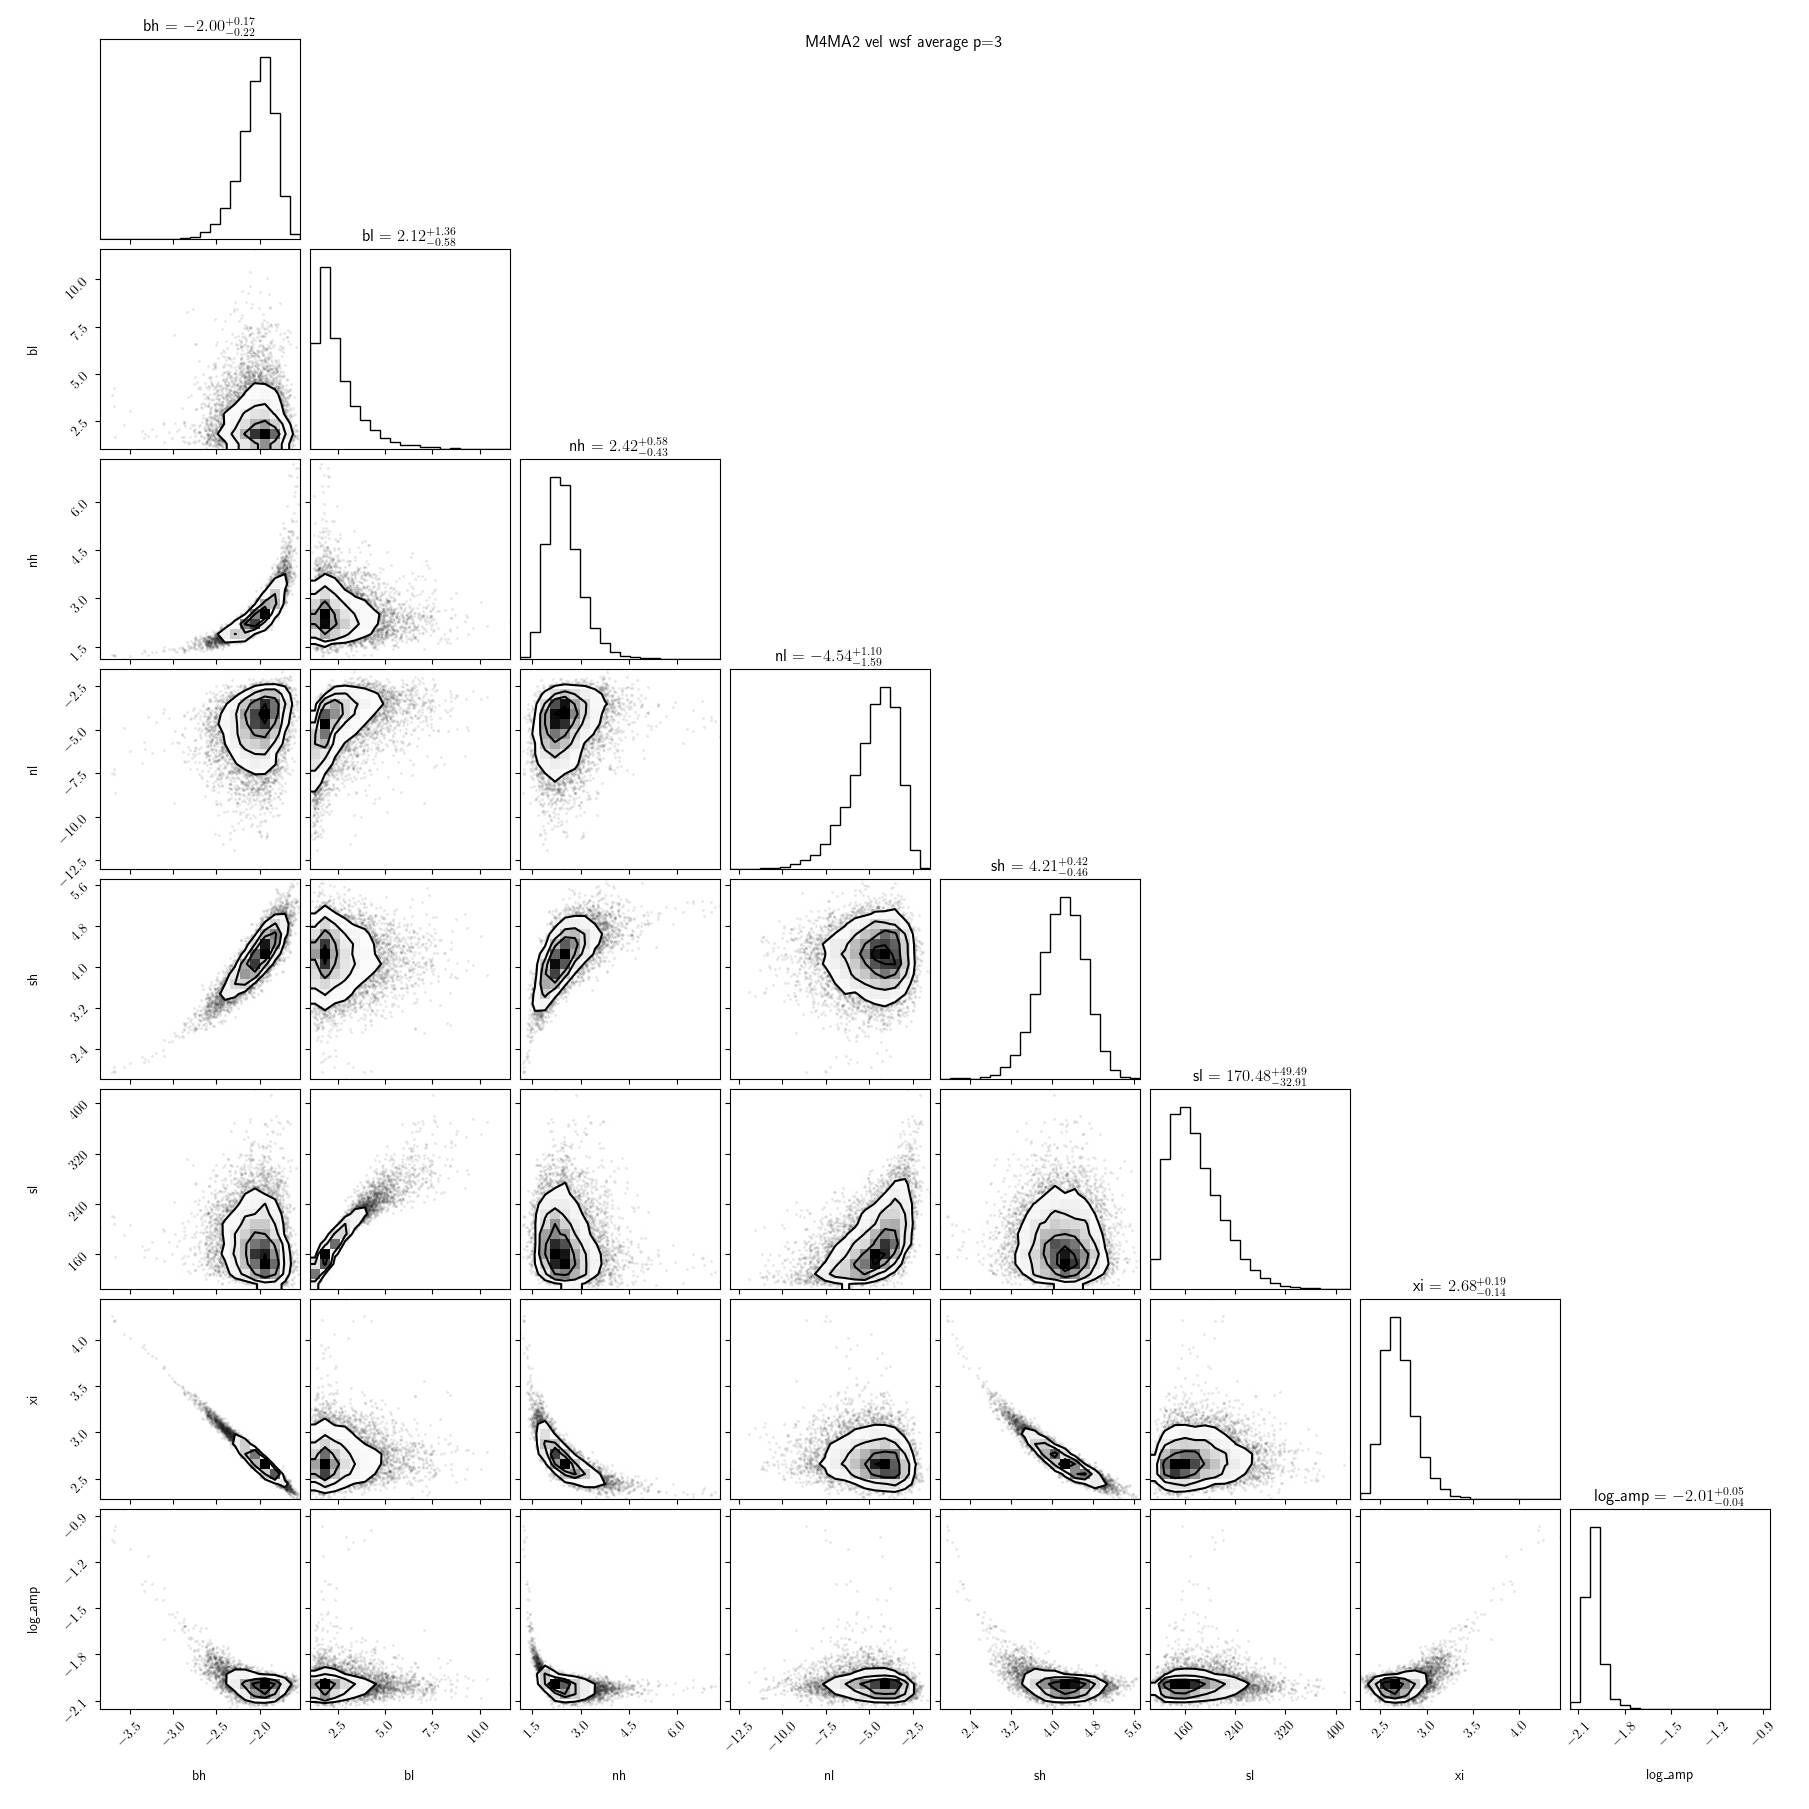 bh = −2.00+0.17 −0.22
M4MA2 vel wsf average p=3
bl = 2.12+1.36 −0.58
10.0
7.5
5.0
2.5
bl
nh = 2.42+0.58 −0.43
6.0
4.5
3.0
1.5
nh
nl = −4.54+1.10 −1.59
−2.5
−5.0
−7.5
−10.0
−12.5
nl
sh = 4.21+0.42 −0.46
5.6
4.8
4.0
3.2
2.4
sh
sl = 170.48+49.49 −32.91
400
320
240
160
sl
xi = 2.68+0.19 −0.14
4.0
3.5
3.0
2.5
xi
log_amp = −2.01+0.05 −0.04
−0.9
−1.2
−1.5
−1.8
−2.1
log_amp
−3.5 −3.0 −2.5 −2.0 2.5 5.0 7.5 10.0 1.5 3.0 4.5 6.0 −12.5 −10.0 −7.5 −5.0 −2.5 2.4 3.2 4.0 4.8 5.6 160 240 320 400 2.5 3.0 3.5 4.0 −2.1 −1.8 −1.5 −1.2 −0.9
bh bl nh nl sh sl xi log_amp